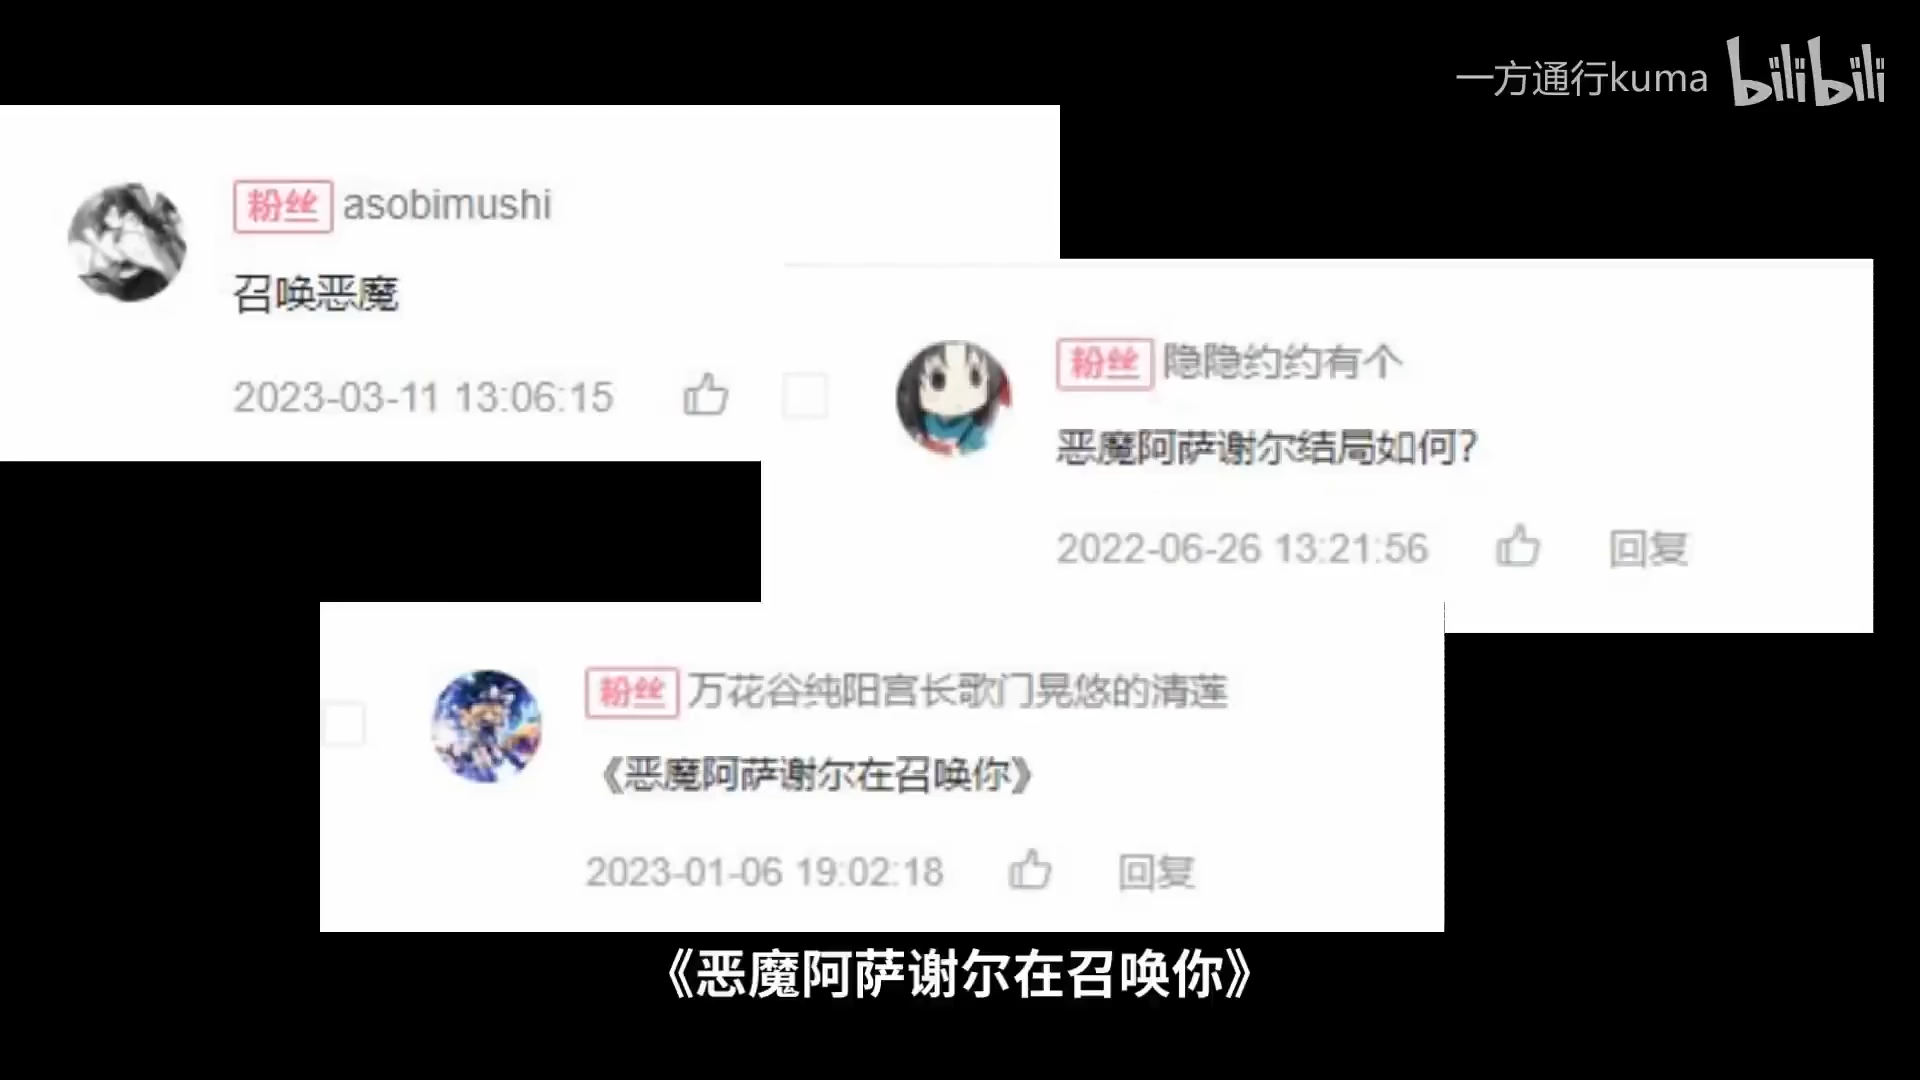 一方通行kuma bilibili
粉丝 asobimushi
召唤恶魔
2023-03-11 13:06:15
粉丝 隐隐约约有个
恶魔阿萨谢尔结局如何?
2022-06-26 13:21:56 回复
粉丝 万花谷纯阳宫长歌门晃悠的清莲
《恶魔阿萨谢尔在召唤你》
2023-01-06 19:02:18 回复
《恶魔阿萨谢尔在召唤你》